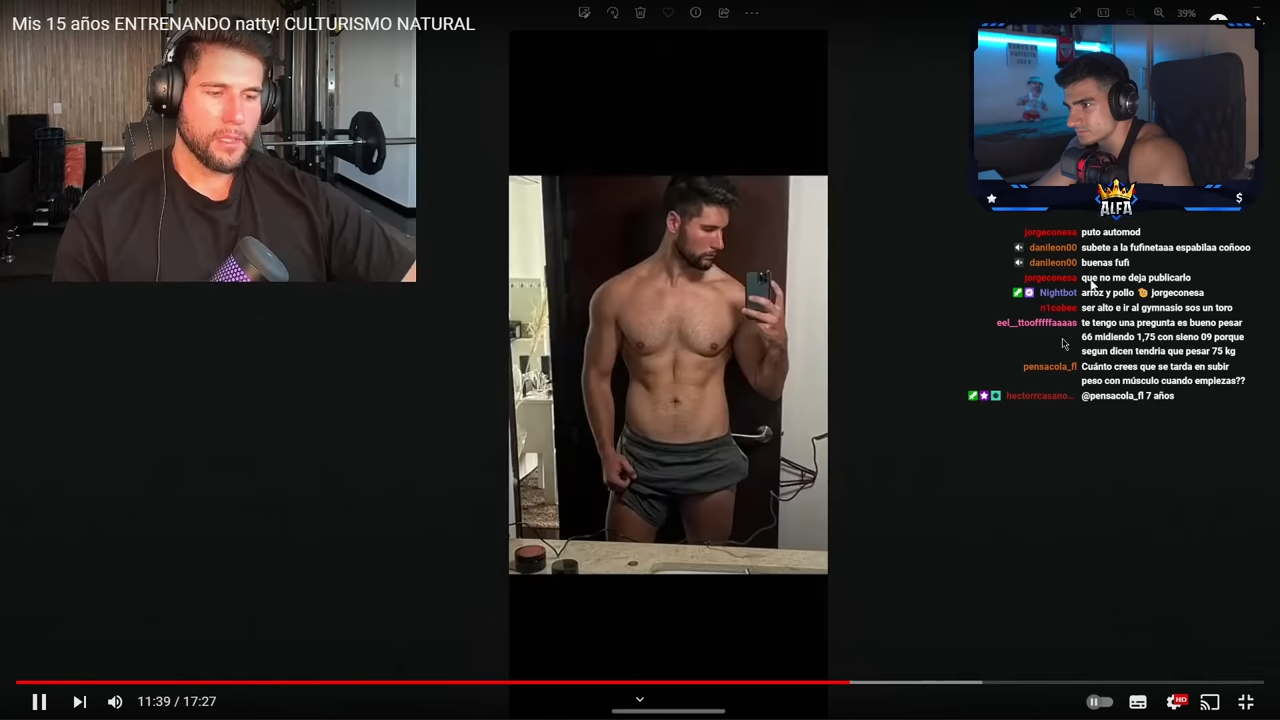 Mis 15 años ENTRENANDO natty! CULTURISMO NATURAL
39%
ALFA
$
jorgeconesa puto automod
danileon00 subete a la fufinetaaa espabilaa coñooo
danileon00 buenas fufi
jorgeconesa que no me deja publicarlo
Nightbot arroz y pollo jorgeconesa
n1cobee ser alto e ir al gymnasio sos un toro
eel__ttooffffaaaas te tengo una pregunta es bueno pesar
66 midiendo 1,75 con sieno 09 porque
segun dicen tendria que pesar 75 kg
pensacola_fl Cuánto crees que se tarda en subir
peso con músculo cuando empiezas??
hectorrcasano... @pensacola_fl 7 años
11:39 / 17:27
HD